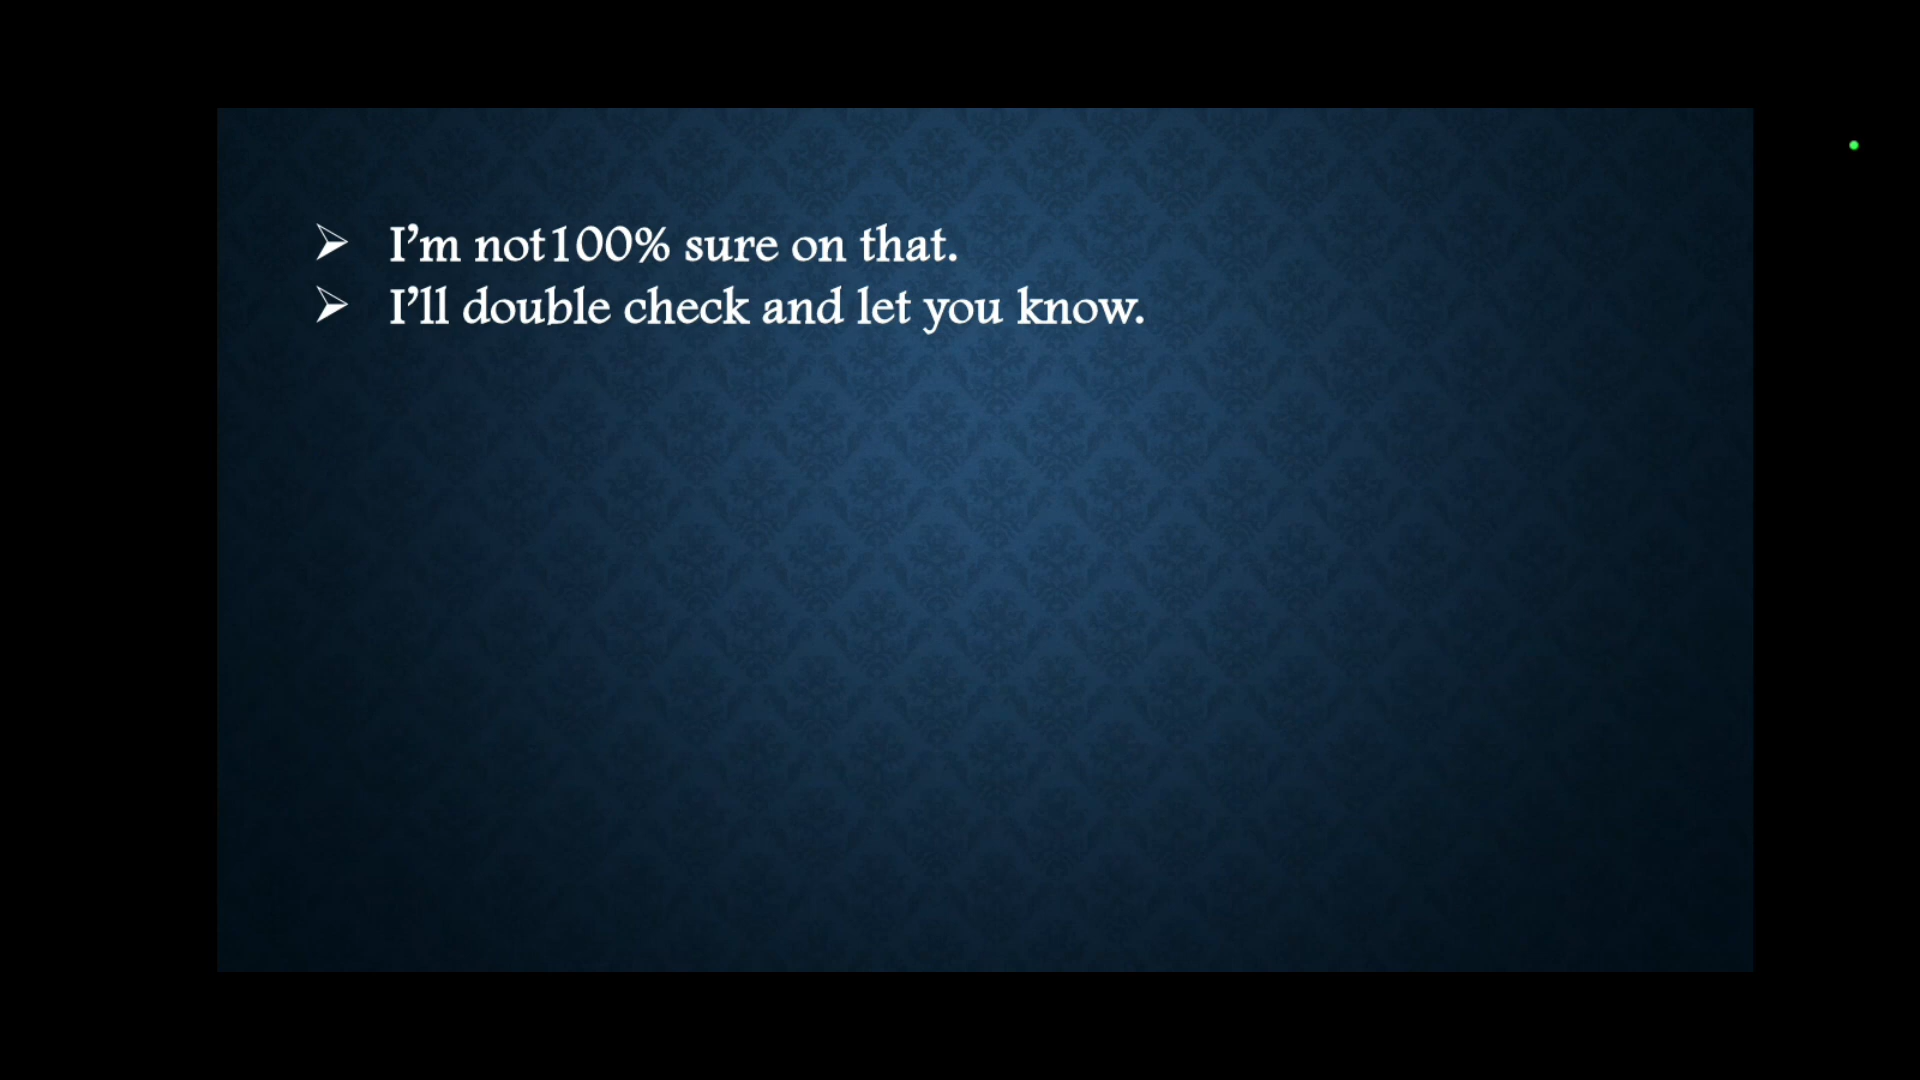 ➢ I’m not100% sure on that.
➢ I’ll double check and let you know.